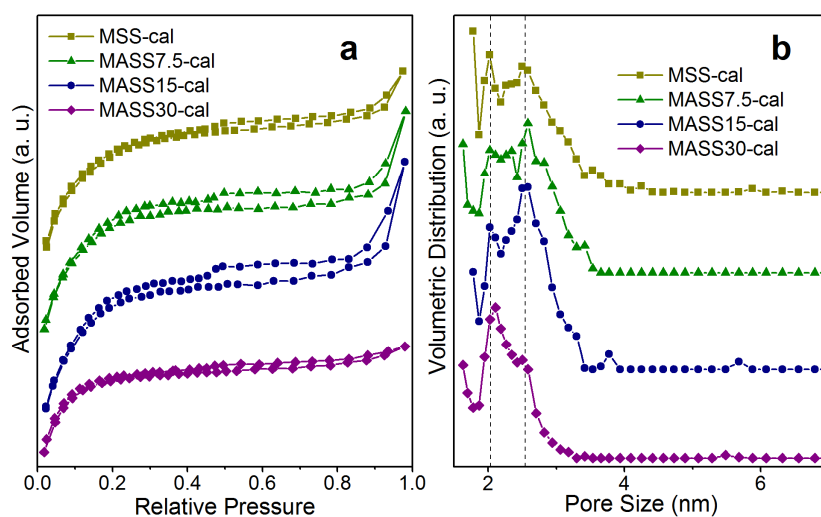 a
MSS-cal
MASS7.5-cal
MASS15-cal
MASS30-cal
Adsorbed Volume (a. u.)
0.0 0.2 0.4 0.6 0.8 1.0
Relative Pressure
b
MSS-cal
MASS7.5-cal
MASS15-cal
MASS30-cal
Volumetric Distribution (a. u.)
2 4 6
Pore Size (nm)